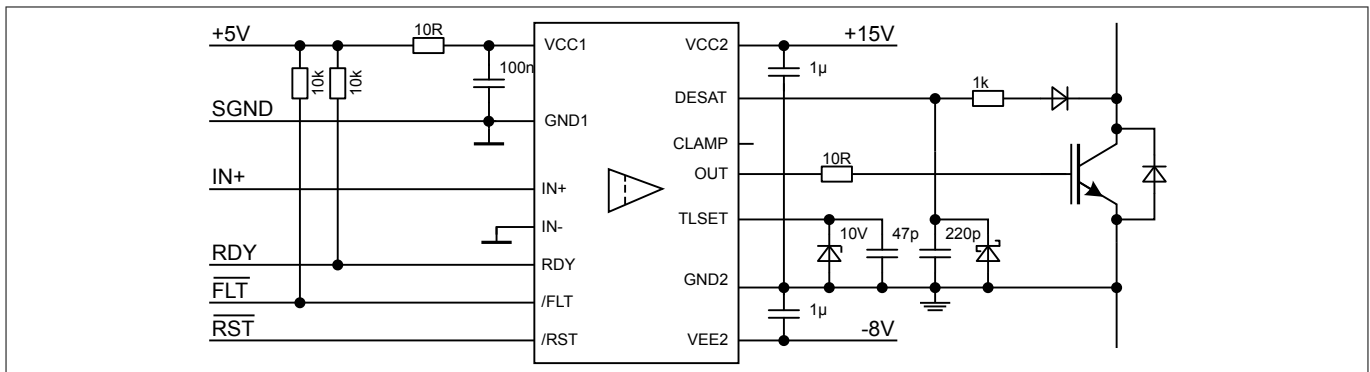 +5V
10R
VCC1
VCC2
+15V
10k
10k
100n
1µ
1k
DESAT
SGND
GND1
CLAMP
10R
OUT
IN+
IN+
TLSET
IN-
10V
47p
220p
RDY
RDY
GND2
FLT
/FLT
1µ
RST
/RST
VEE2
-8V